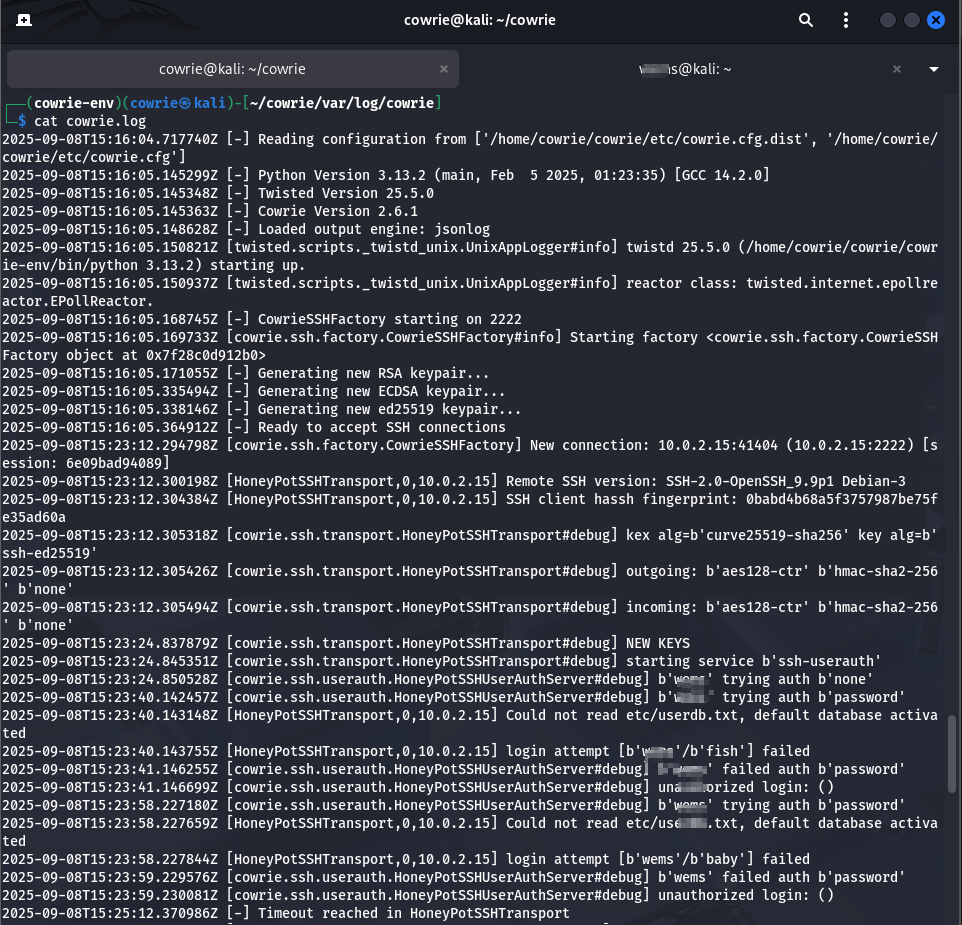 cowrie@kali: ~/cowrie
cowrie@kali: ~/cowrie
@kali: ~
(cowrie-env)(cowrie㉿kali)-[~/cowrie/var/log/cowrie]
$ cat cowrie.log
2025-09-08T15:16:04.717740Z [-] Reading configuration from ['/home/cowrie/cowrie/etc/cowrie.cfg.dist', '/home/cowrie/
cowrie/etc/cowrie.cfg']
2025-09-08T15:16:05.145299Z [-] Python Version 3.13.2 (main, Feb  5 2025, 01:23:35) [GCC 14.2.0]
2025-09-08T15:16:05.145348Z [-] Twisted Version 25.5.0
2025-09-08T15:16:05.145363Z [-] Cowrie Version 2.6.1
2025-09-08T15:16:05.148628Z [-] Loaded output engine: jsonlog
2025-09-08T15:16:05.150821Z [twisted.scripts._twistd_unix.UnixAppLogger#info] twistd 25.5.0 (/home/cowrie/cowrie/cowr
ie-env/bin/python 3.13.2) starting up.
2025-09-08T15:16:05.150937Z [twisted.scripts._twistd_unix.UnixAppLogger#info] reactor class: twisted.internet.epollre
actor.EPollReactor.
2025-09-08T15:16:05.168745Z [-] CowrieSSHFactory starting on 2222
2025-09-08T15:16:05.169733Z [cowrie.ssh.factory.CowrieSSHFactory#info] Starting factory <cowrie.ssh.factory.CowrieSSH
Factory object at 0x7f28c0d912b0>
2025-09-08T15:16:05.171055Z [-] Generating new RSA keypair...
2025-09-08T15:16:05.335494Z [-] Generating new ECDSA keypair...
2025-09-08T15:16:05.338146Z [-] Generating new ed25519 keypair...
2025-09-08T15:16:05.364912Z [-] Ready to accept SSH connections
2025-09-08T15:23:12.294798Z [cowrie.ssh.factory.CowrieSSHFactory] New connection: 10.0.2.15:41404 (10.0.2.15:2222) [s
ession: 6e09bad94089]
2025-09-08T15:23:12.300198Z [HoneyPotSSHTransport,0,10.0.2.15] Remote SSH version: SSH-2.0-OpenSSH_9.9p1 Debian-3
2025-09-08T15:23:12.304384Z [HoneyPotSSHTransport,0,10.0.2.15] SSH client hassh fingerprint: 0babd4b68a5f3757987be75f
e35ad60a
2025-09-08T15:23:12.305318Z [cowrie.ssh.transport.HoneyPotSSHTransport#debug] kex alg=b'curve25519-sha256' key alg=b'
ssh-ed25519'
2025-09-08T15:23:12.305426Z [cowrie.ssh.transport.HoneyPotSSHTransport#debug] outgoing: b'aes128-ctr' b'hmac-sha2-256
' b'none'
2025-09-08T15:23:12.305494Z [cowrie.ssh.transport.HoneyPotSSHTransport#debug] incoming: b'aes128-ctr' b'hmac-sha2-256
' b'none'
2025-09-08T15:23:24.837879Z [cowrie.ssh.transport.HoneyPotSSHTransport#debug] NEW KEYS
2025-09-08T15:23:24.845351Z [cowrie.ssh.transport.HoneyPotSSHTransport#debug] starting service b'ssh-userauth'
2025-09-08T15:23:24.850528Z [cowrie.ssh.userauth.HoneyPotSSHUserAuthServer#debug] trying auth b'none'
2025-09-08T15:23:40.142457Z [cowrie.ssh.userauth.HoneyPotSSHUserAuthServer#debug] trying auth b'password'
2025-09-08T15:23:40.143148Z [HoneyPotSSHTransport,0,10.0.2.15] Could not read etc/userdb.txt, default database activa
ted
2025-09-08T15:23:40.143755Z [HoneyPotSSHTransport,0,10.0.2.15] login attempt /b'fish'] failed
2025-09-08T15:23:41.146255Z [cowrie.ssh.userauth.HoneyPotSSHUserAuthServer#debug] failed auth b'password'
2025-09-08T15:23:41.146699Z [cowrie.ssh.userauth.HoneyPotSSHUserAuthServer#debug] unauthorized login: ()
2025-09-08T15:23:58.227180Z [cowrie.ssh.userauth.HoneyPotSSHUserAuthServer#debug] trying auth b'password'
2025-09-08T15:23:58.227659Z [HoneyPotSSHTransport,0,10.0.2.15] Could not read .txt, default database activa
ted
2025-09-08T15:23:58.227844Z [HoneyPotSSHTransport,0,10.0.2.15] login attempt [b'wems'/b'baby'] failed
2025-09-08T15:23:59.229576Z [cowrie.ssh.userauth.HoneyPotSSHUserAuthServer#debug] b'wems' failed auth b'password'
2025-09-08T15:23:59.230081Z [cowrie.ssh.userauth.HoneyPotSSHUserAuthServer#debug] unauthorized login: ()
2025-09-08T15:25:12.370986Z [-] Timeout reached in HoneyPotSSHTransport